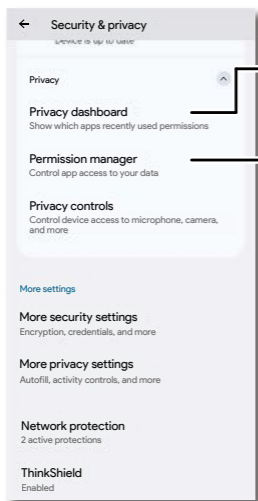 Security & privacy
Device is up to date
Privacy
Privacy dashboard
Show which apps recently used permissions
Permission manager
Control app access to your data
Privacy controls
Control device access to microphone, camera,
and more
More settings
More security settings
Encryption, credentials, and more
More privacy settings
Autofill, activity controls, and more
Network protection
2 active protections
ThinkShield
Enabled